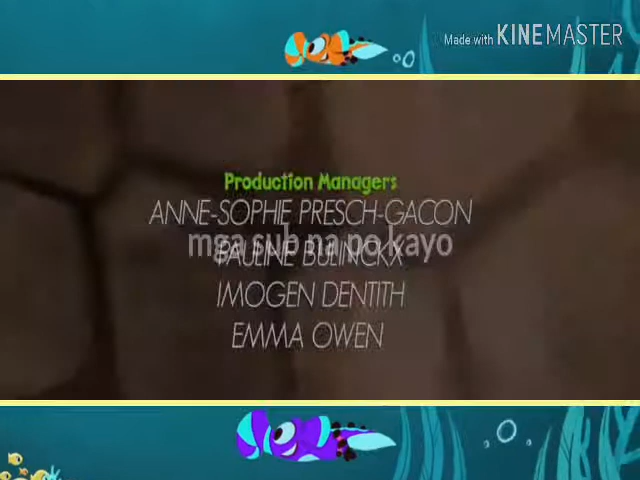 Made with KINEMASTER
Production Managers
ANNE-SOPHIE PRESCH-GACON
mga sub na po kayo
PAULINE BULINCKX
IMOGEN DENTITH
EMMA OWEN